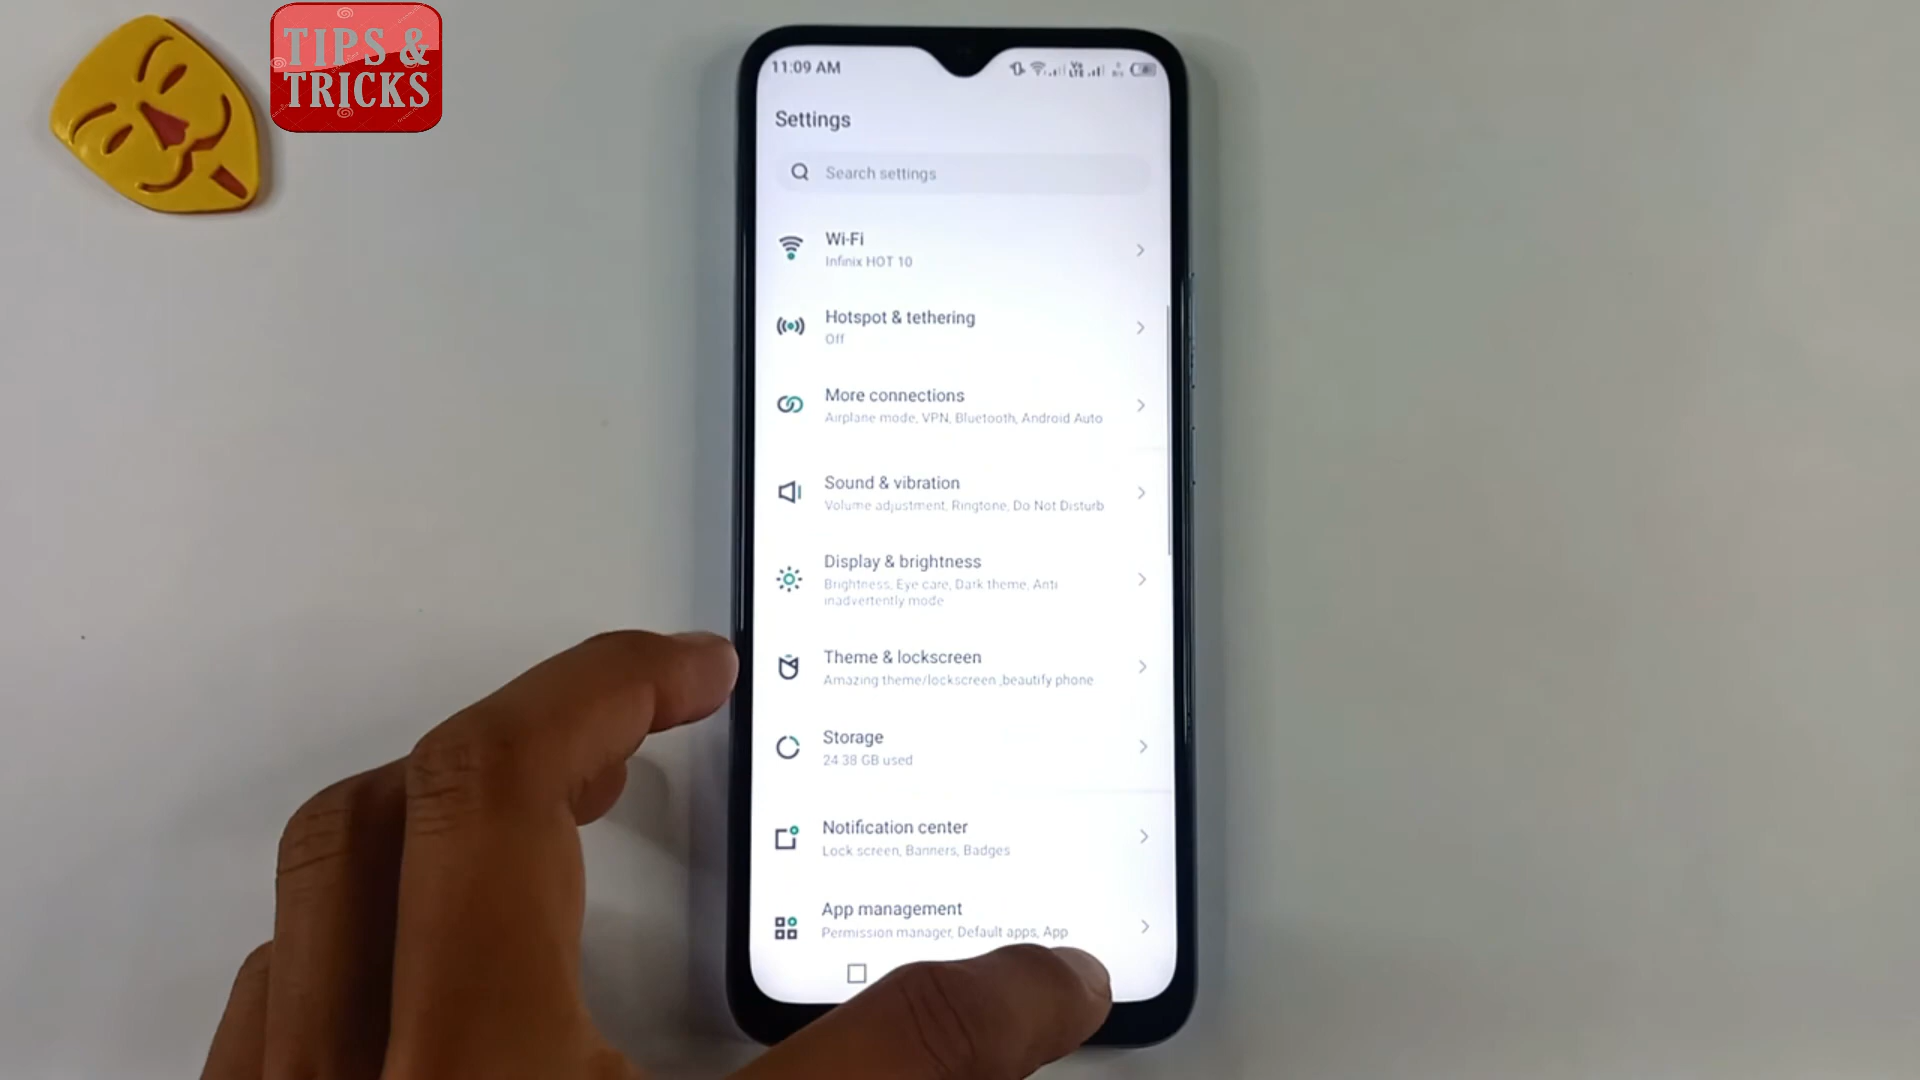 TIPS &
TRICKS
11:09 AM
Settings
Search settings
Wi-Fi
Infinix HOT 10
Hotspot & tethering
Off
More connections
Airplane mode, VPN, Bluetooth, Android Auto
Sound & vibration
Volume adjustment, Ringtone, Do Not Disturb
Display & brightness
Brightness, Eye care, Dark theme, Anti
inadvertently mode
Theme & lockscreen
Amazing theme/lockscreen ,beautify phone
Storage
24.38 GB used
Notification center
Lock screen, Banners, Badges
App management
Permission manager, Default apps, App